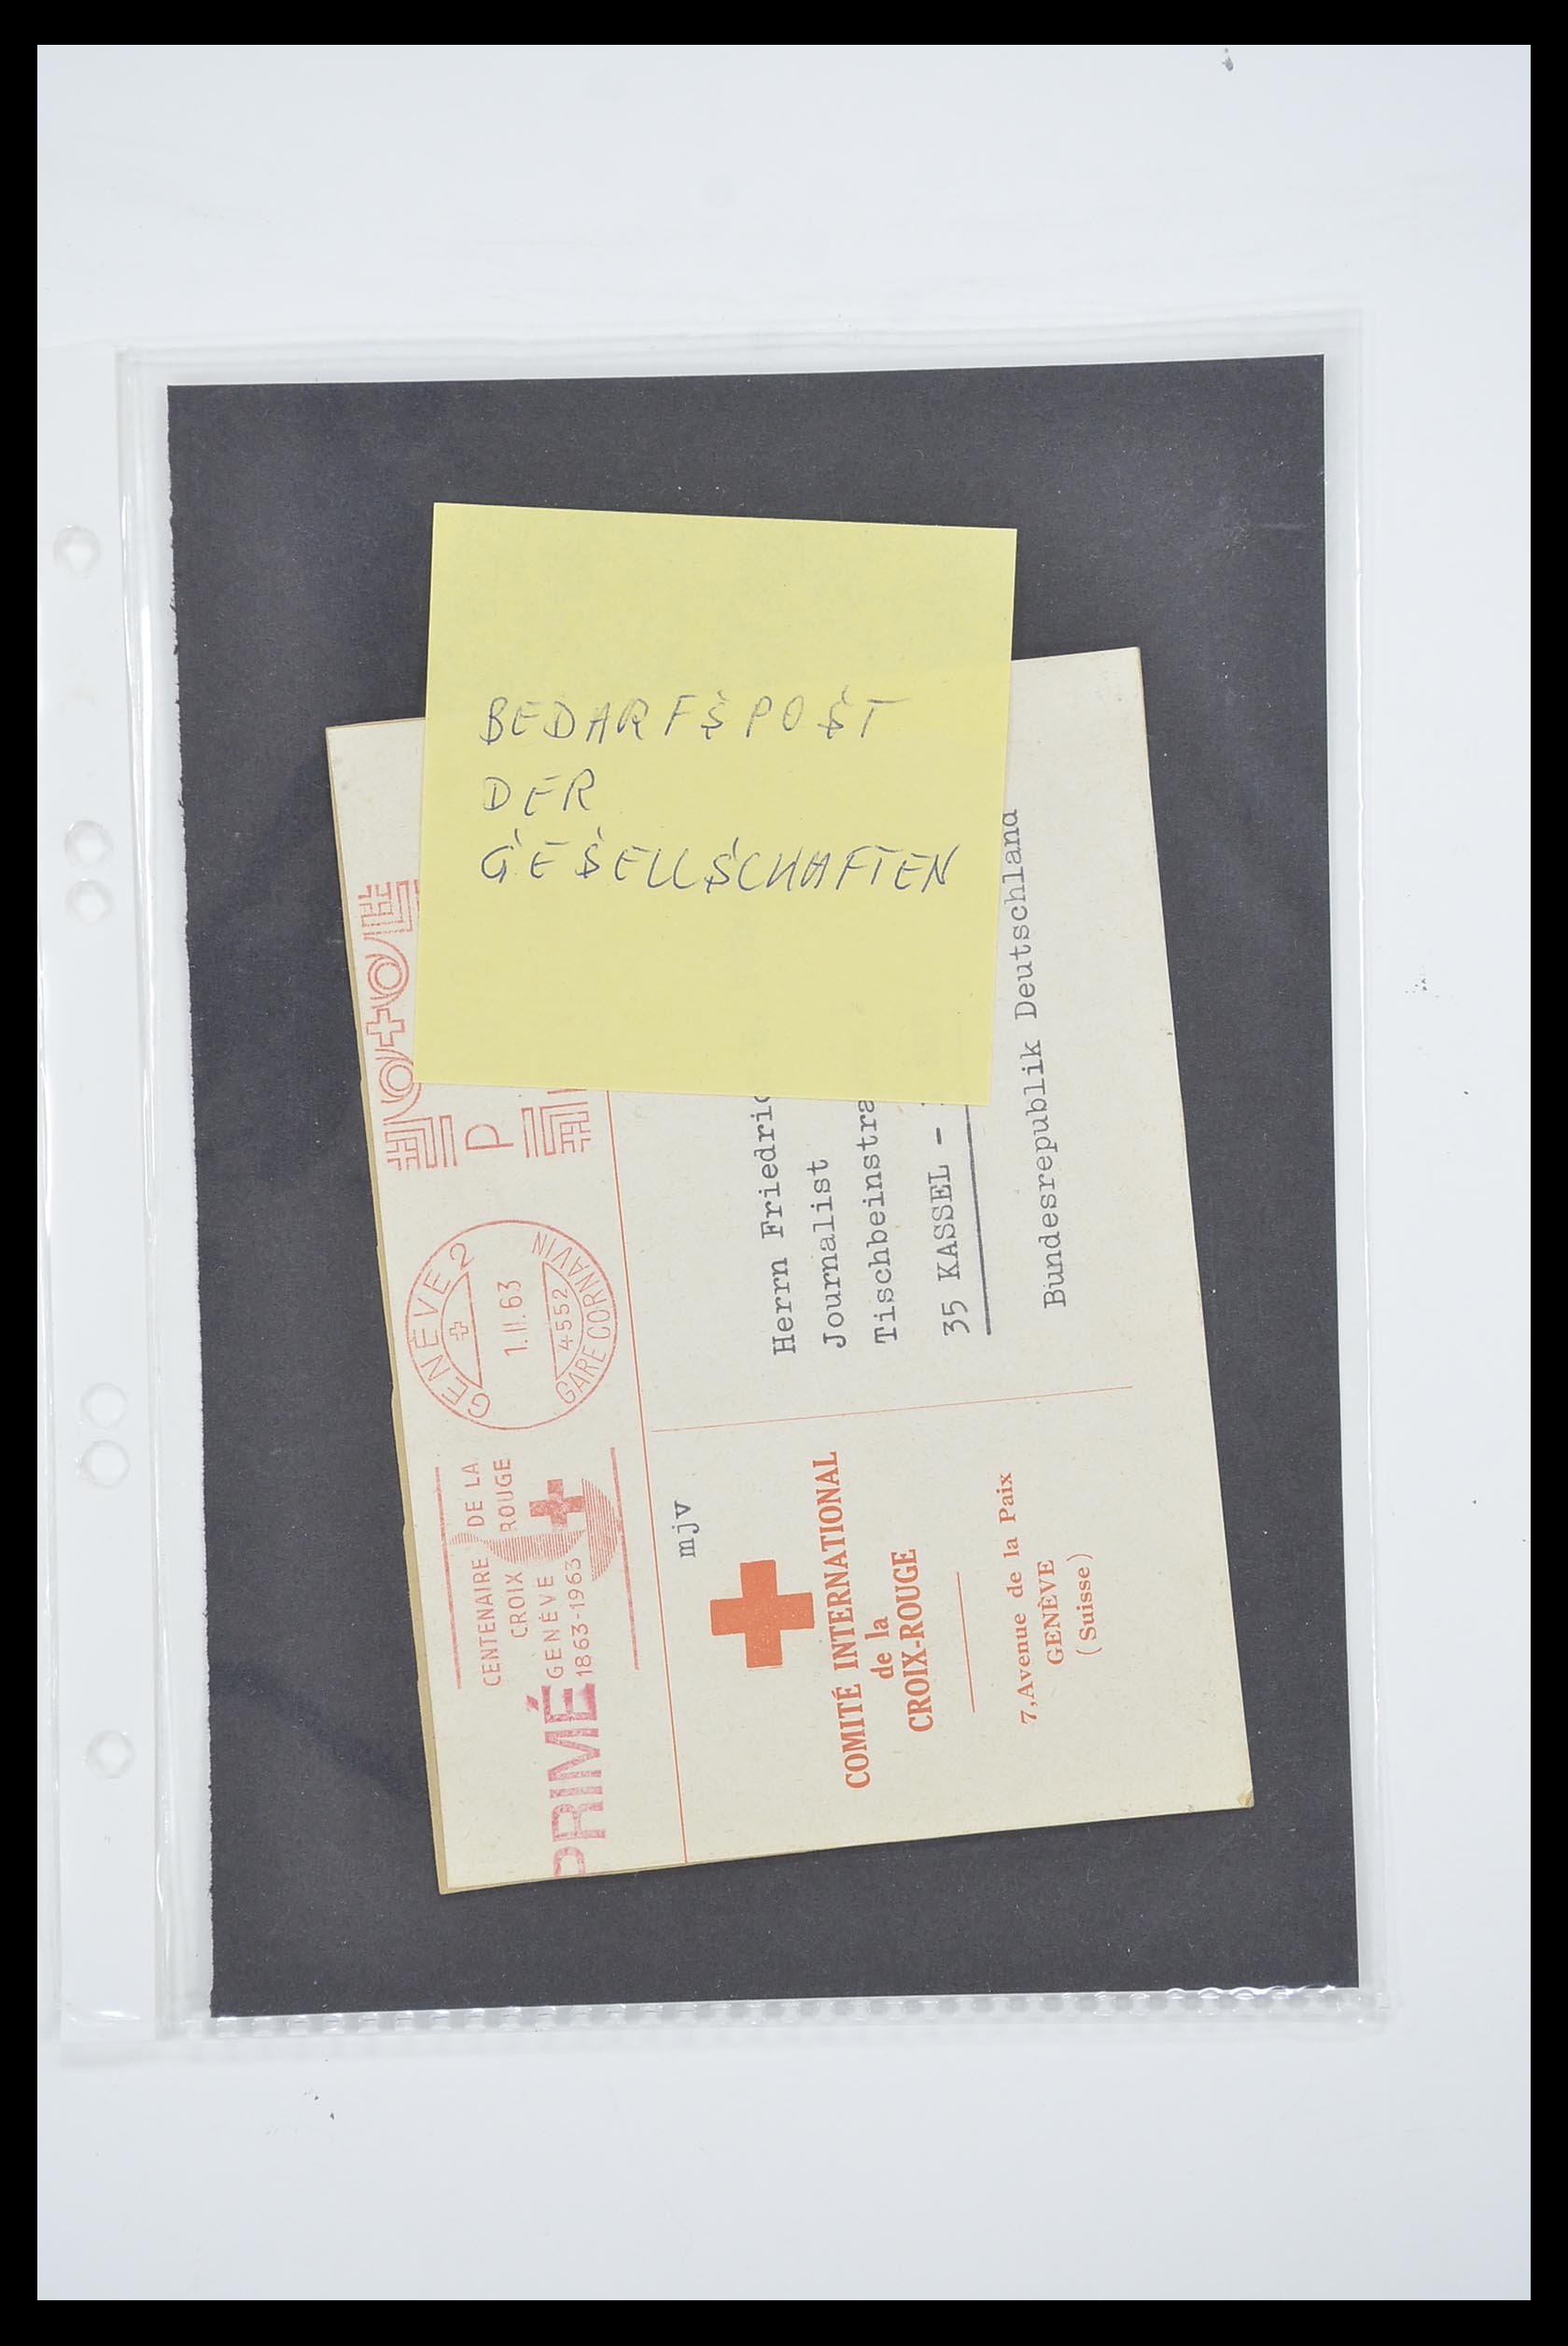 BEDARFSPOST
DER
GESELLSCHAFTEN
PRIMÉ
CENTENAIRE DE LA
CROIX ROUGE
GENÈVE
1863-1963
GENÈVE 2
1.II.63
4552
GARE CORNAVIN
P
mjv
COMITÉ INTERNATIONAL
de la
CROIX-ROUGE
7, Avenue de la Paix
GENÈVE
(Suisse)
Herrn
Journalist
35 KASSEL -
Bundesrepublik Deutschland